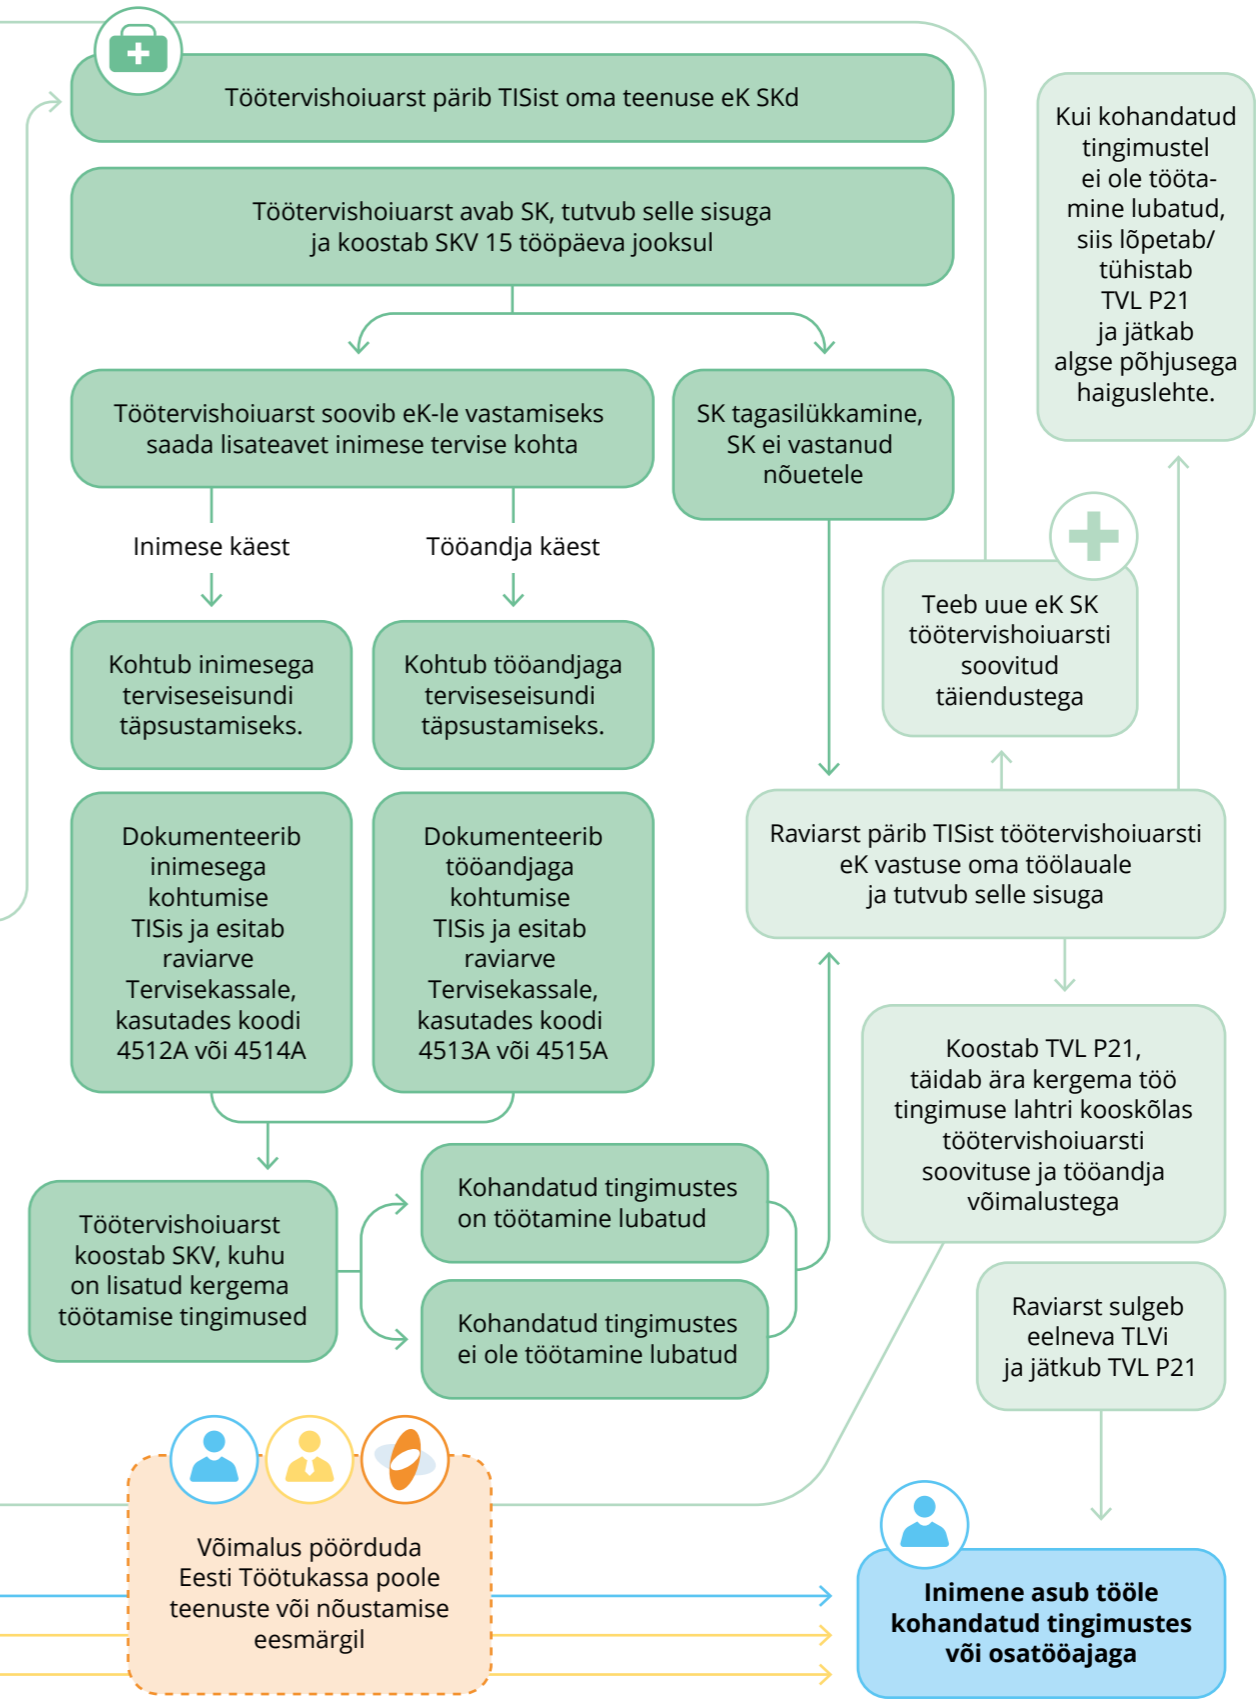 Töötervishoiuarst pärib TISist oma teenuse eK SKd
Töötervishoiuarst avab SK, tutvub selle sisuga
ja koostab SKV 15 tööpäeva jooksul
Töötervishoiuarst soovib eK-le vastamiseks
saada lisateavet inimese tervise kohta
SK tagasilükkamine,
SK ei vastanud
nõuetele
Inimese käest
Tööandja käest
Kohtub inimesega
terviseseisundi
täpsustamiseks.
Kohtub tööandjaga
terviseseisundi
täpsustamiseks.
Dokumenteerib
inimesega
kohtumise
TISis ja esitab
raviarve
Tervisekassale,
kasutades koodi
4512A või 4514A
Dokumenteerib
tööandjaga
kohtumise
TISis ja esitab
raviarve
Tervisekassale,
kasutades koodi
4513A või 4515A
Töötervishoiuarst
koostab SKV, kuhu
on lisatud kergema
töötamise tingimused
Kohandatud tingimustes
on töötamine lubatud
Kohandatud tingimustes
ei ole töötamine lubatud
Kui kohandatud
tingimustel
ei ole tööta-
mine lubatud,
siis lõpetab/
tühistab
TVL P21
ja jätkab
algse põhjusega
haiguslehte.
Teeb uue eK SK
töötervishoiuarsti
soovitud
täiendustega
Raviarst pärib TISist töötervishoiuarsti
eK vastuse oma töölauale
ja tutvub selle sisuga
Koostab TVL P21,
täidab ära kergema töö
tingimuse lahtri kooskõlas
töötervishoiuarsti
soovituse ja tööandja
võimalustega
Raviarst sulgeb
eelneva TLVi
ja jätkub TVL P21
Võimalus pöörduda
Eesti Töötukassa poole
teenuste või nõustamise
eesmärgil
Inimene asub tööle
kohandatud tingimustes
või osatööajaga